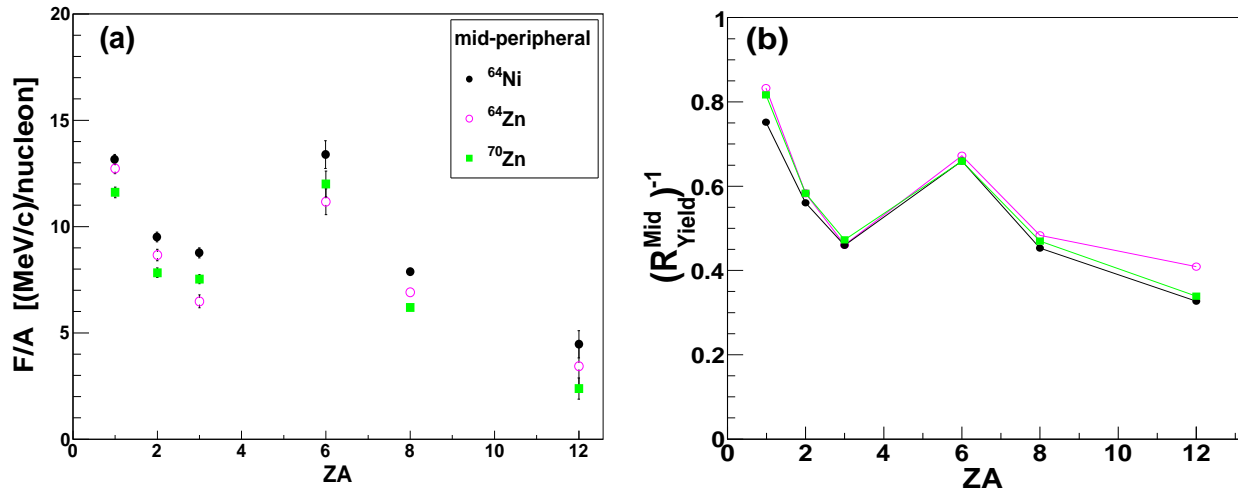 (a)
mid-peripheral
⁶⁴Ni
⁶⁴Zn
⁷⁰Zn
F/A [(MeV/c)/nucleon]
20
15
10
5
0
0 2 4 6 8 10 12
ZA
(b)
(R^Mid_Yield)^-1
1
0.8
0.6
0.4
0.2
0
2 4 6 8 10 12
ZA